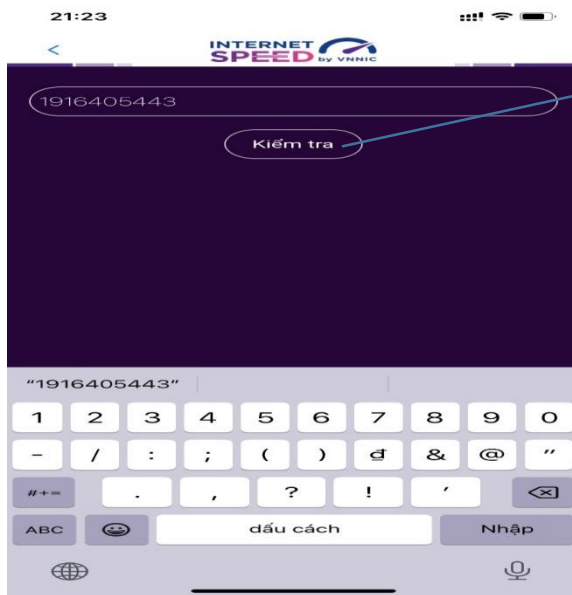 21:23
<
INTERNET
SPEED by VNNIC
1916405443
Kiểm tra
"1916405443"
1 2 3 4 5 6 7 8 9 0
- / : ; ( ) đ & @ "
#+= . , ? ! '
ABC dấu cách Nhập